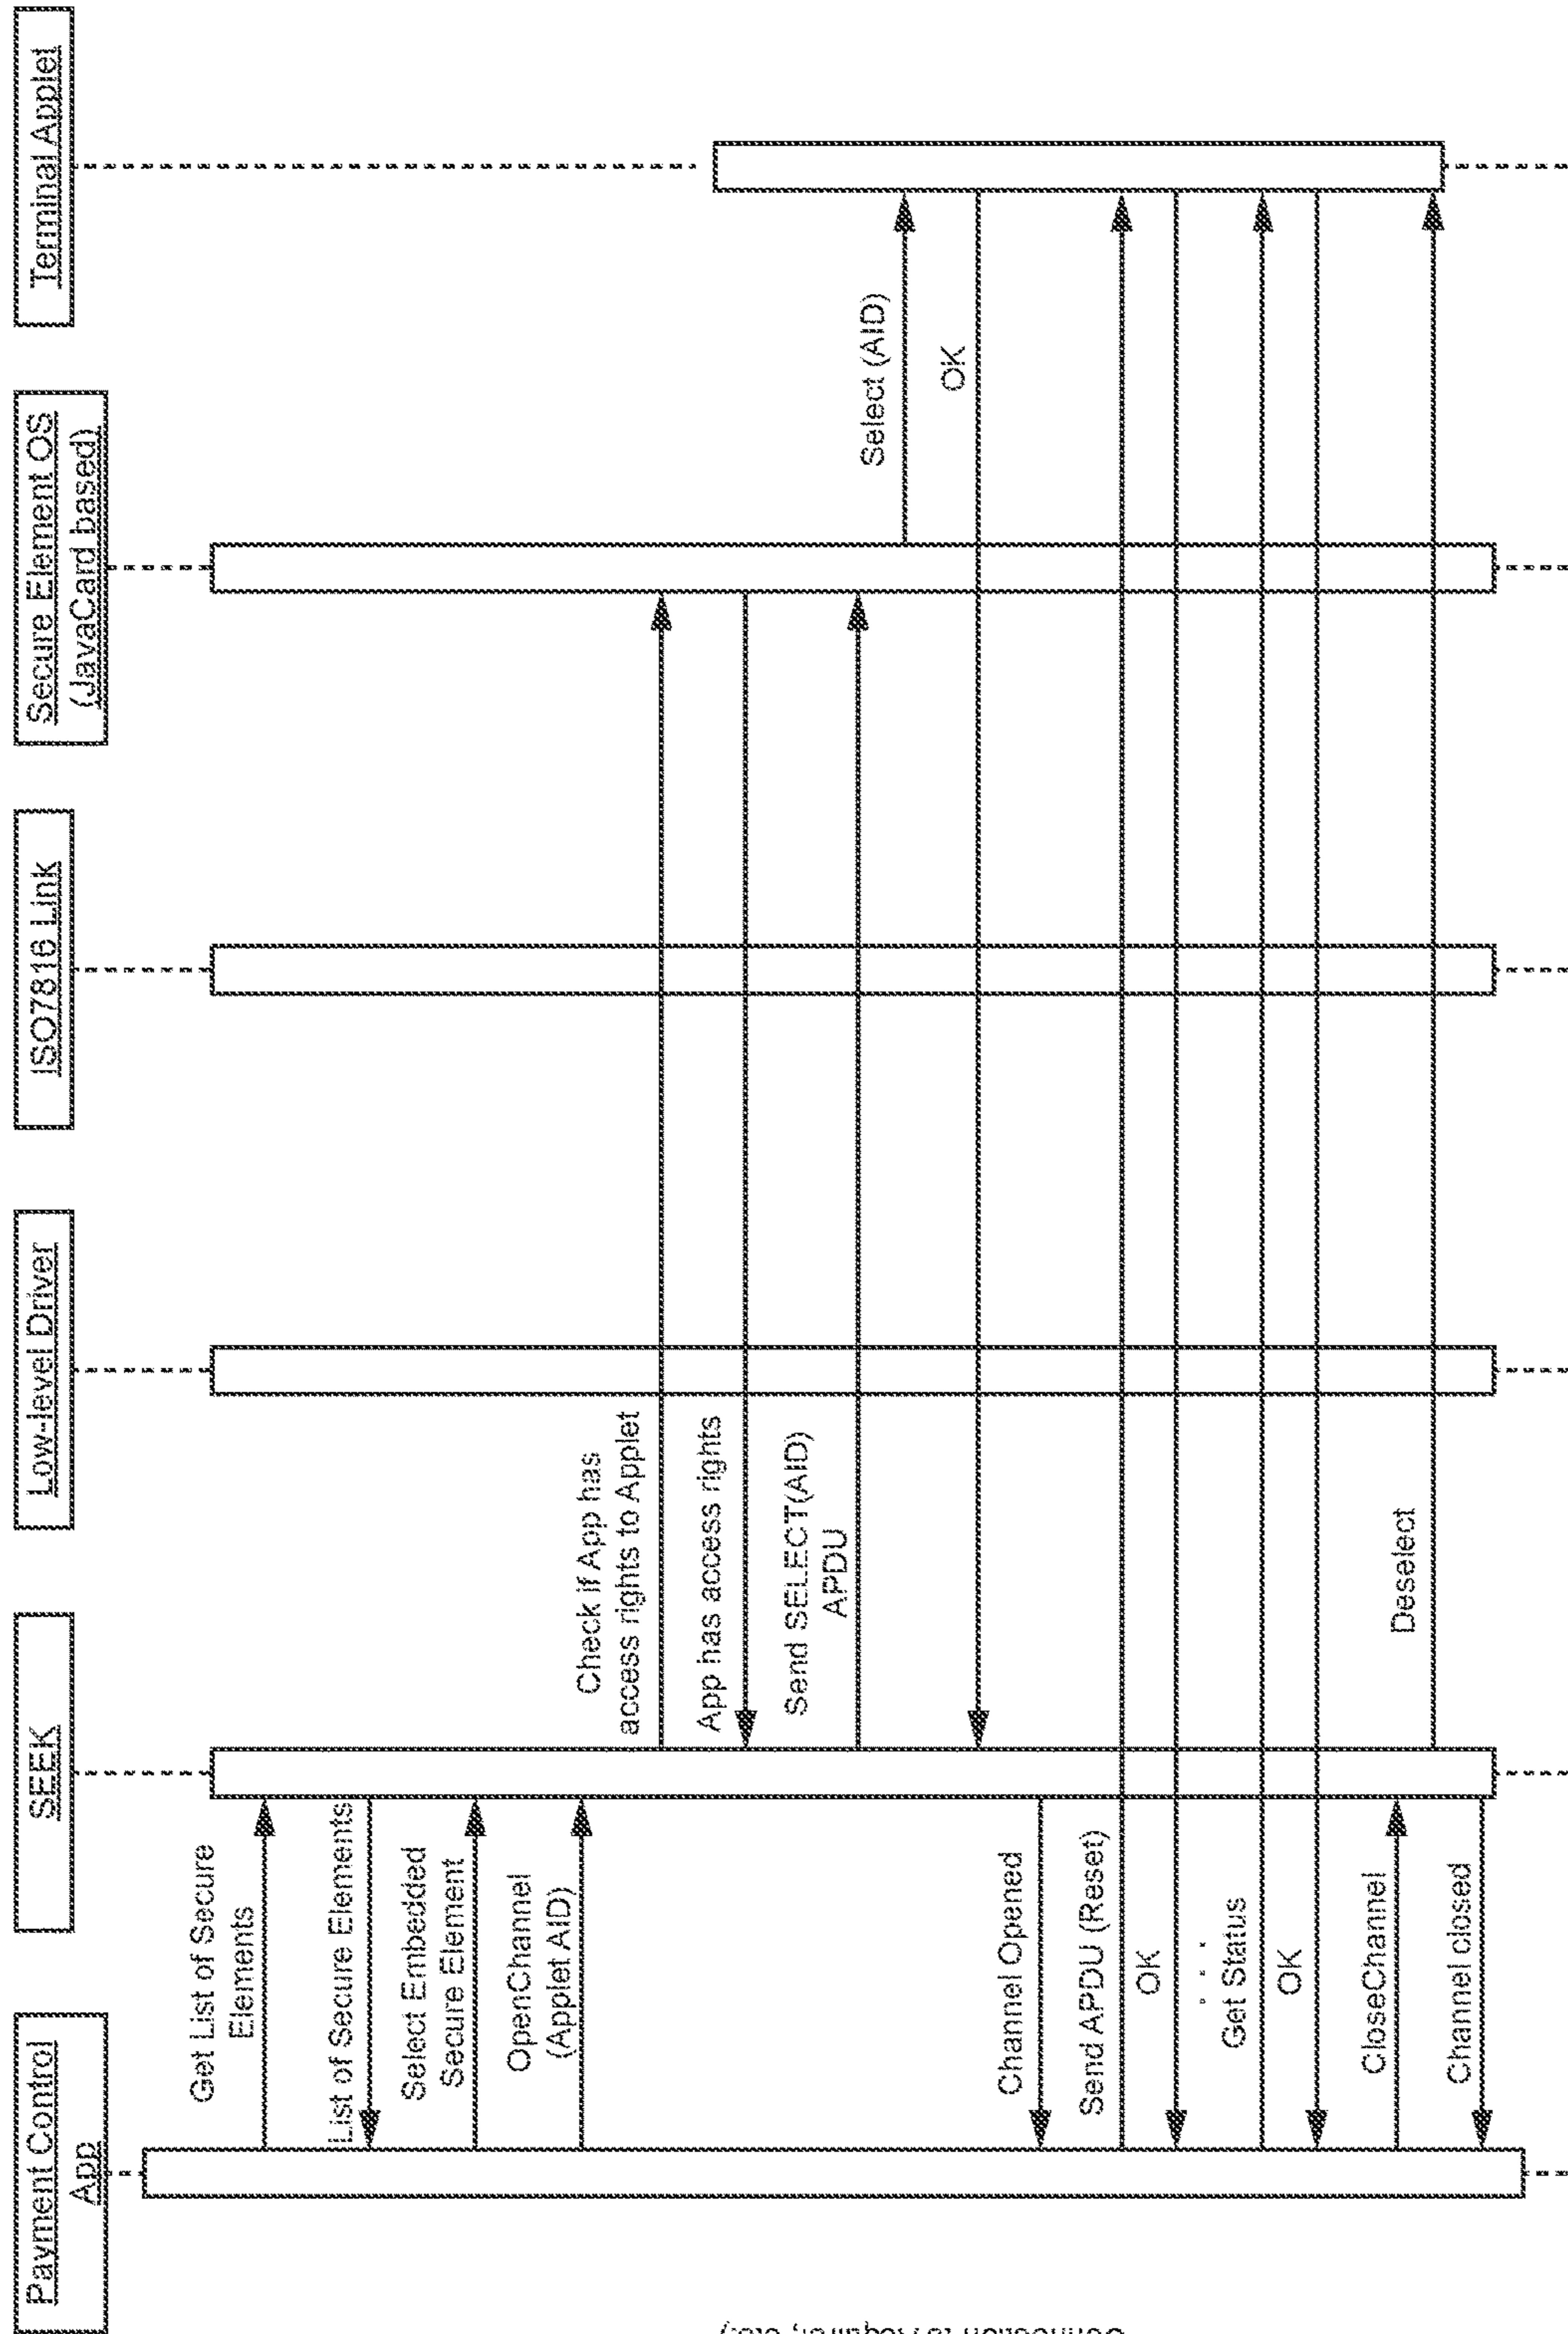 Payment Control
App
SEEK
Low-level Driver
ISO7816 Link
Secure Element OS
(JavaCard based)
Terminal Applet
Get List of Secure
Elements
List of Secure Elements
Select Embedded
Secure Element
OpenChannel
(Applet AID)
Check if App has
access rights to Applet
App has access rights
Send SELECT(AID)
APDU
Select (AID)
OK
Channel Opened
Send APDU (Reset)
OK
. . .
Get Status
OK
CloseChannel
Deselect
Channel closed